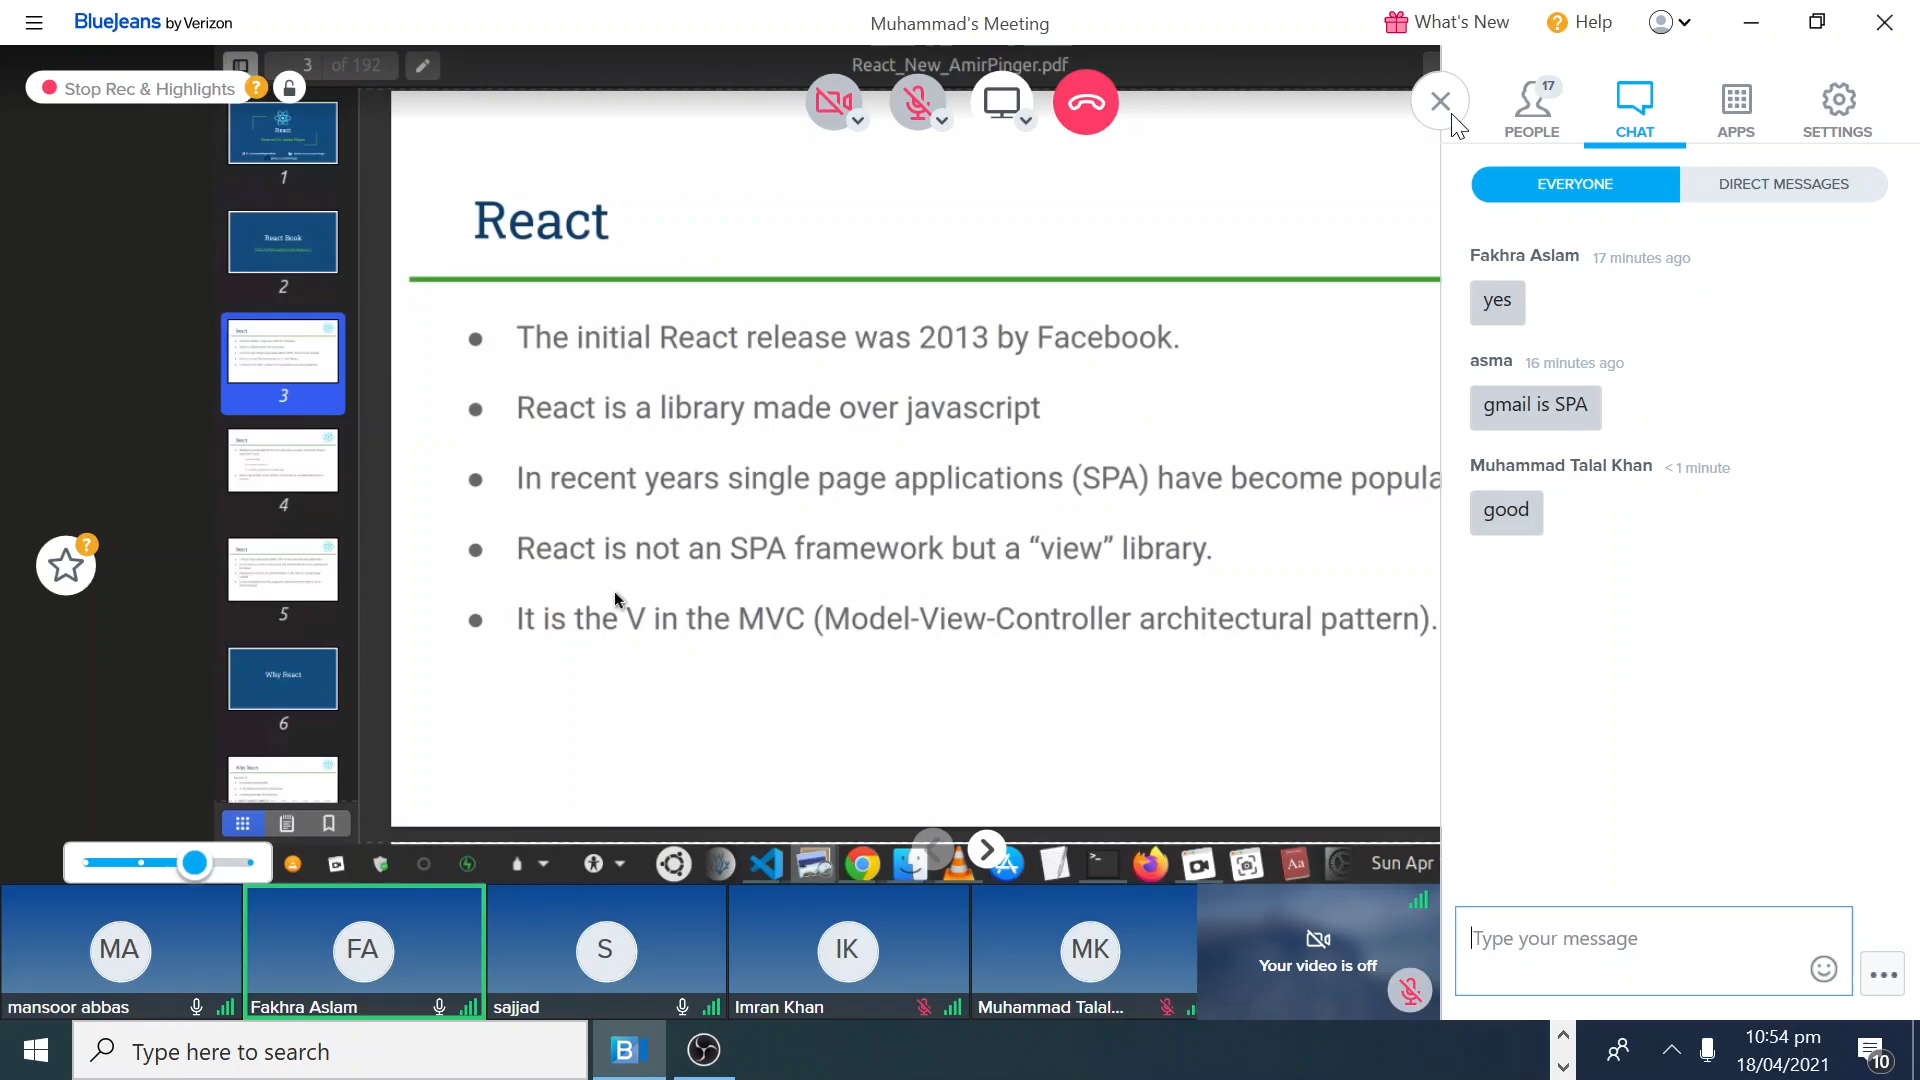 BlueJeans by Verizon
Muhammad's Meeting
What's New
Help
3 of 192
React_New_AmirPinger.pdf
Stop Rec & Highlights
?
17
PEOPLE
CHAT
APPS
SETTINGS
EVERYONE
DIRECT MESSAGES
React
1
React Book
2
3
4
5
Why React
6
Why React
React
The initial React release was 2013 by Facebook.
React is a library made over javascript
In recent years single page applications (SPA) have become popula
React is not an SPA framework but a “view” library.
It is the V in the MVC (Model-View-Controller architectural pattern).
?
Fakhra Aslam 17 minutes ago
yes
asma 16 minutes ago
gmail is SPA
Muhammad Talal Khan < 1 minute
good
Type your message
Sun Apr
MA
mansoor abbas
FA
Fakhra Aslam
S
sajjad
IK
Imran Khan
MK
Muhammad Talal...
Your video is off
Type here to search
10:54 pm
18/04/2021
10